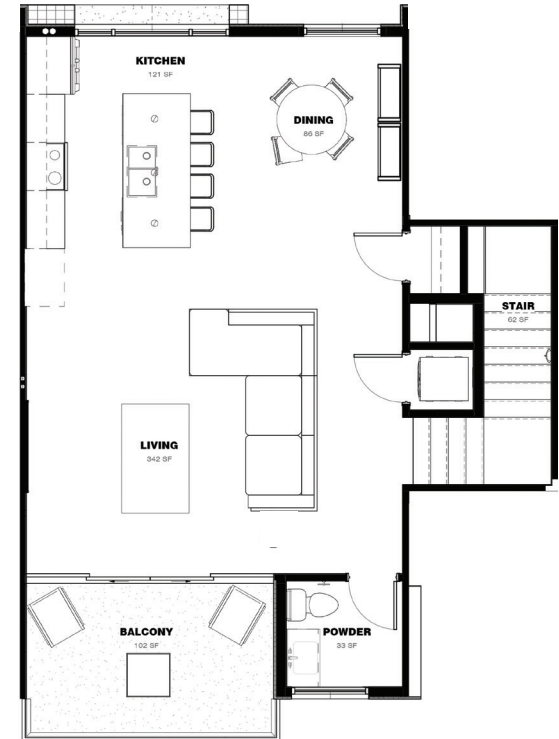 KITCHEN
121 SF
DINING
86 SF
STAIR
62 SF
LIVING
342 SF
BALCONY
102 SF
POWDER
33 SF